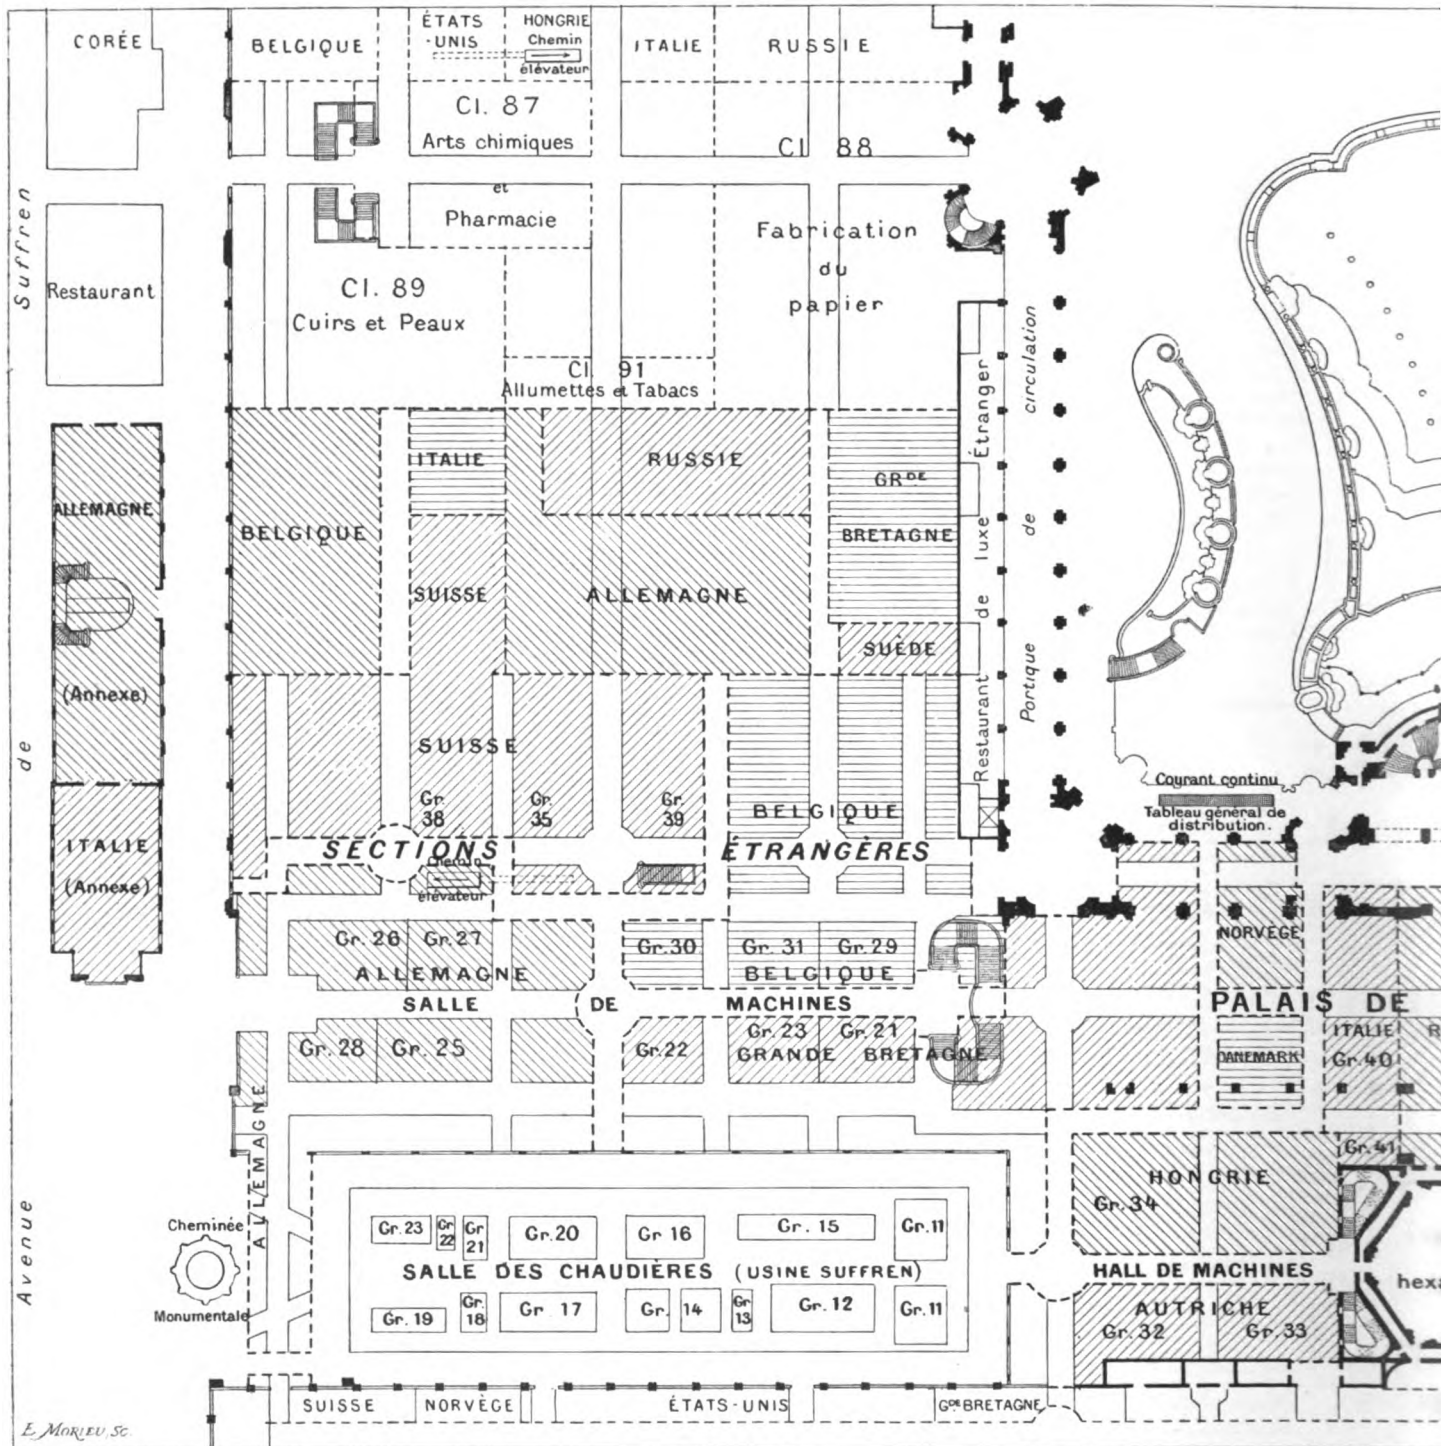 CORÉE
BELGIQUE
ÉTATS
-UNIS
HONGRIE
Chemin
élévateur
ITALIE
RUSSIE
Cl. 87
Arts chimiques
et
Pharmacie
Cl 88
Fabrication
du
papier
Restaurant
Cl. 89
Cuirs et Peaux
Cl 91
Allumettes et Tabacs
Avenue de Suffren
ALLEMAGNE
(Annexe)
ITALIE
(Annexe)
BELGIQUE
ITALIE
RUSSIE
GRDE
BRETAGNE
SUISSE
ALLEMAGNE
SUÈDE
Restaurant de luxe Étranger
Portique de circulation
SUISSE
Gr.
38
Gr.
35
Gr.
39
BELGIQUE
Courant continu
Tableau général de
distribution.
SECTIONS ÉTRANGÈRES
Chemin
élévateur
Gr. 26
Gr. 27
ALLEMAGNE
Gr. 30
Gr. 31
Gr. 29
BELGIQUE
NORVÈGE
SALLE DE MACHINES
PALAIS DE
Gr. 28
Gr. 25
Gr. 22
Gr. 23
Gr. 21
GRANDE BRETAGNE
DANEMARK
ITALIE
R
Gr. 40
ALLEMAGNE
Gr. 41
HONGRIE
Gr. 34
Cheminée
Monumentale
Gr. 23
Gr
22
Gr.
21
Gr. 20
Gr 16
Gr. 15
Gr. 11
SALLE DES CHAUDIÈRES (USINE SUFFREN)
HALL DE MACHINES
hexa
Gr. 19
Gr.
18
Gr. 17
Gr. 14
Gr.
13
Gr. 12
Gr. 11
AUTRICHE
Gr. 32
Gr. 33
SUISSE
NORVÈGE
ÉTATS-UNIS
GDE BRETAGNE
E. MORIEU, SC.